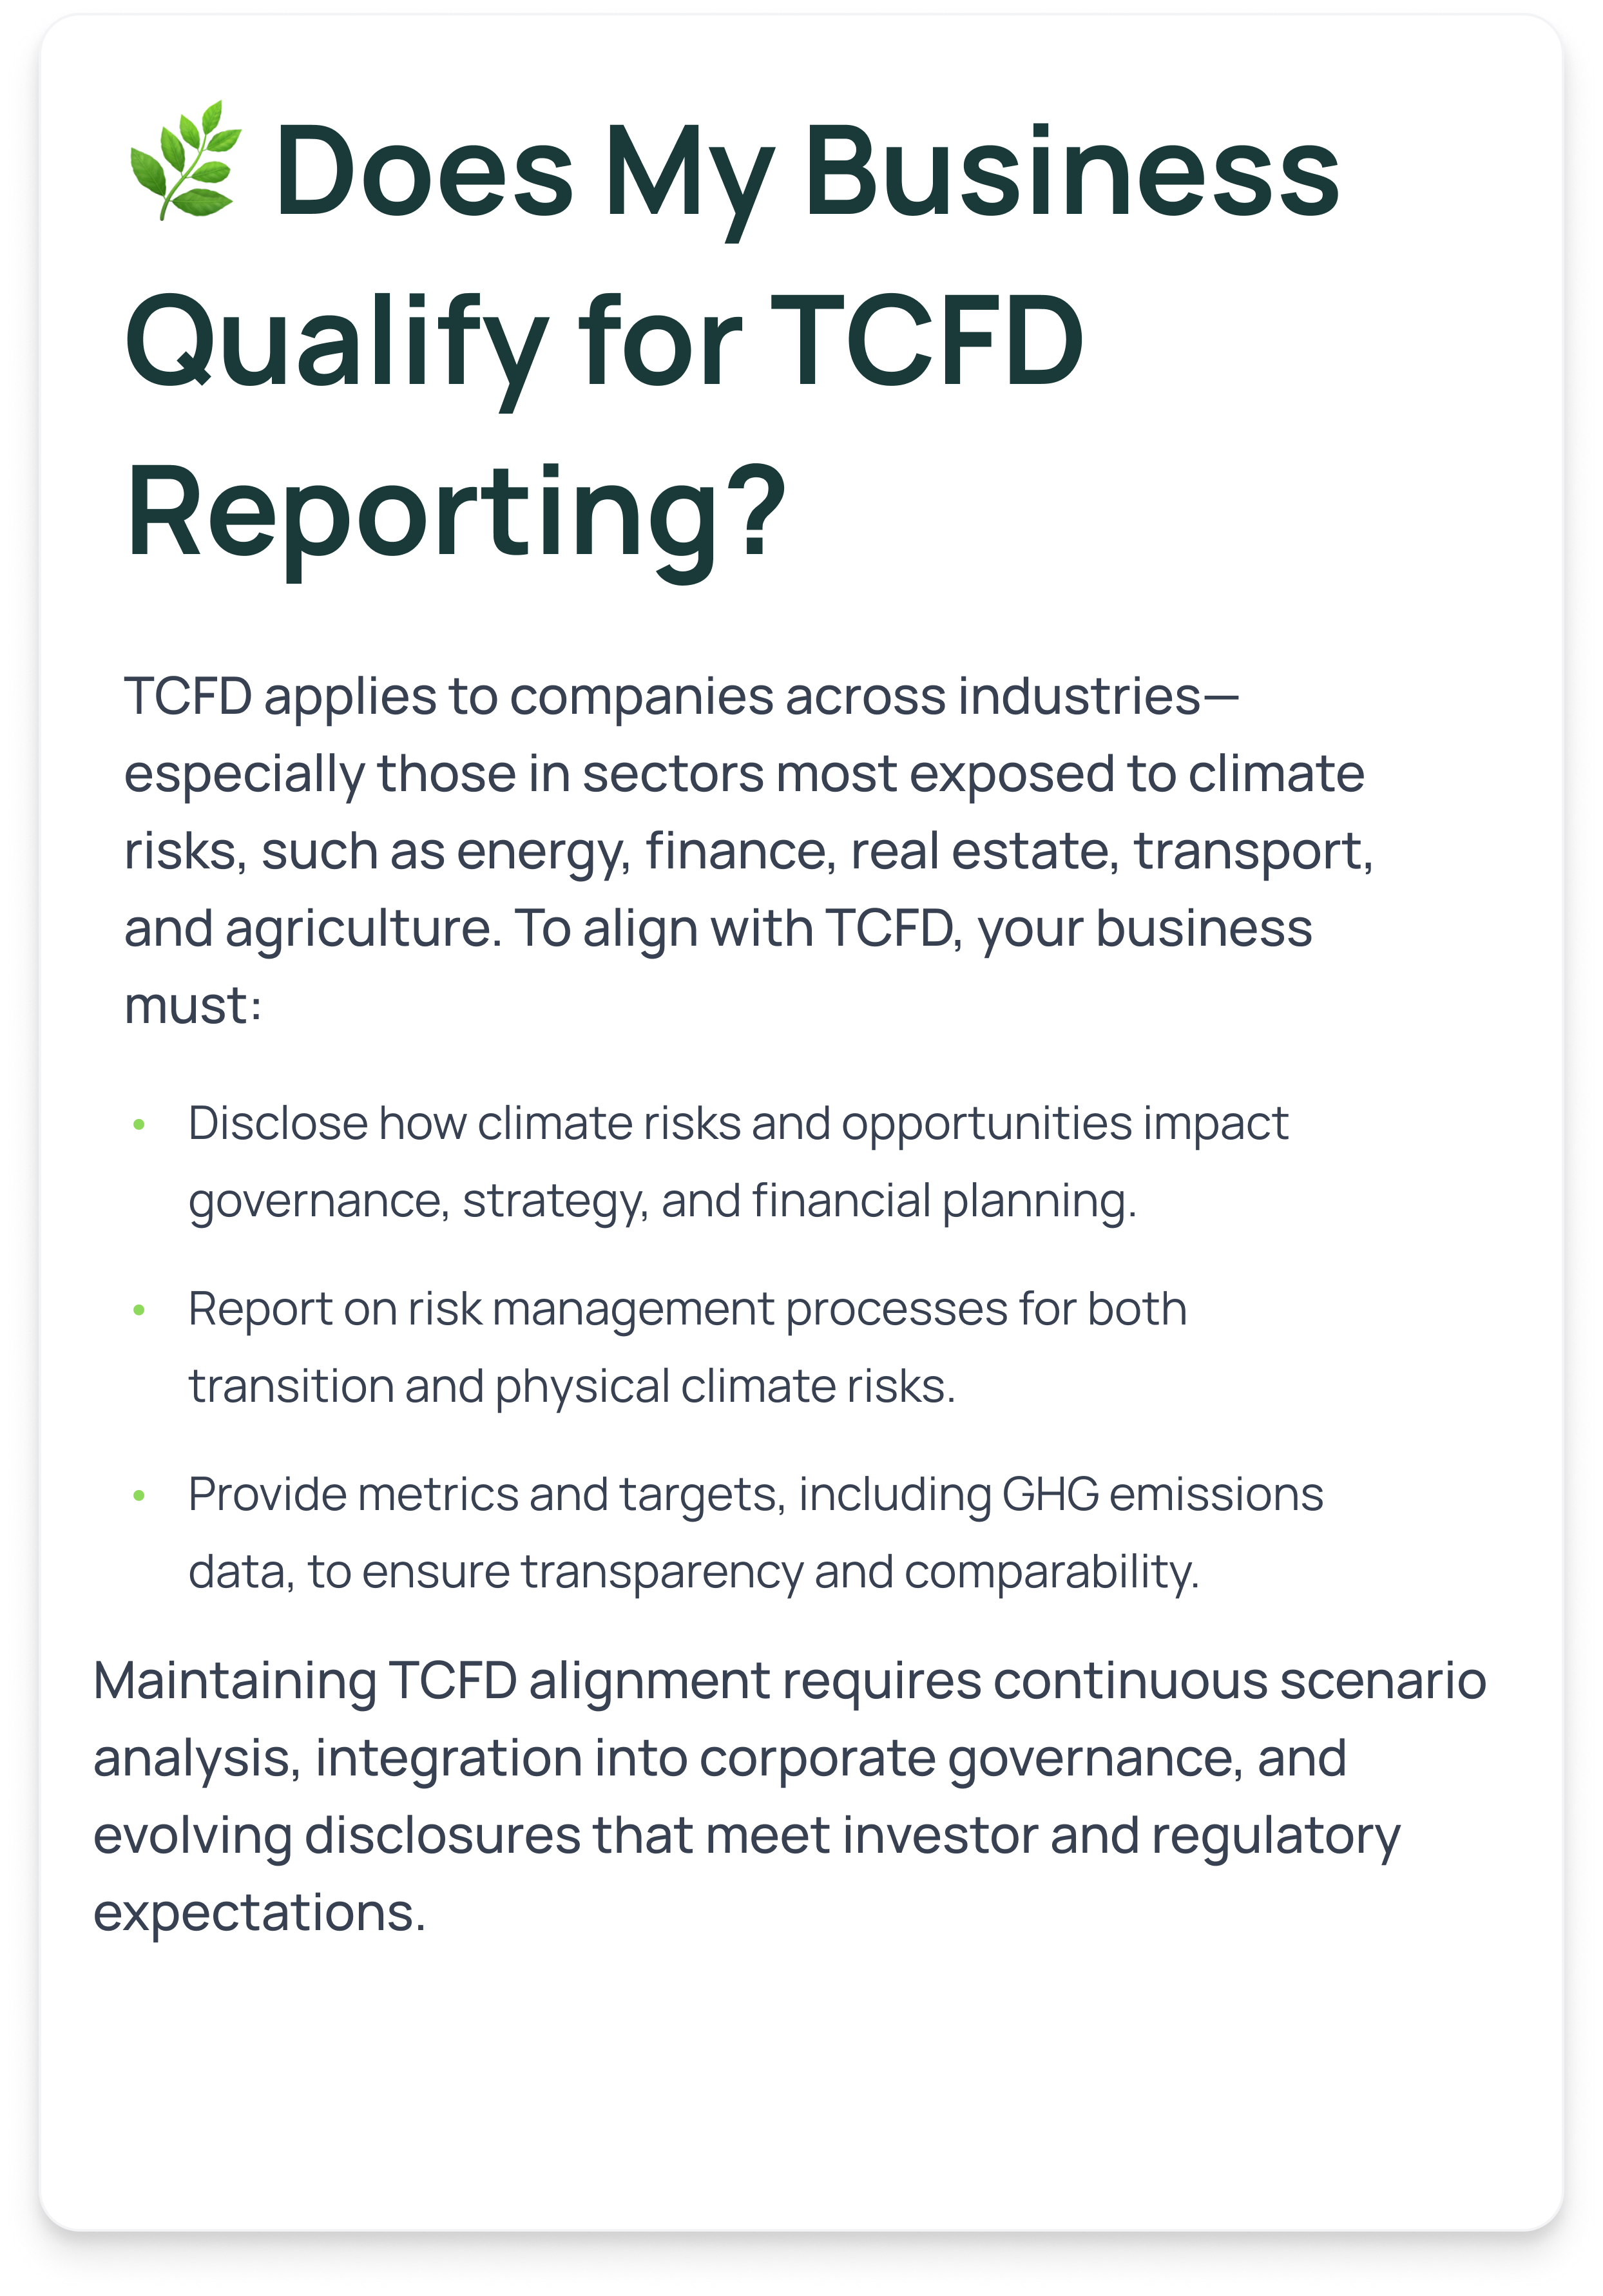 🌿 Does My Business
Qualify for TCFD
Reporting?
TCFD applies to companies across industries—
especially those in sectors most exposed to climate
risks, such as energy, finance, real estate, transport,
and agriculture. To align with TCFD, your business
must:
• Disclose how climate risks and opportunities impact
governance, strategy, and financial planning.
• Report on risk management processes for both
transition and physical climate risks.
• Provide metrics and targets, including GHG emissions
data, to ensure transparency and comparability.
Maintaining TCFD alignment requires continuous scenario
analysis, integration into corporate governance, and
evolving disclosures that meet investor and regulatory
expectations.